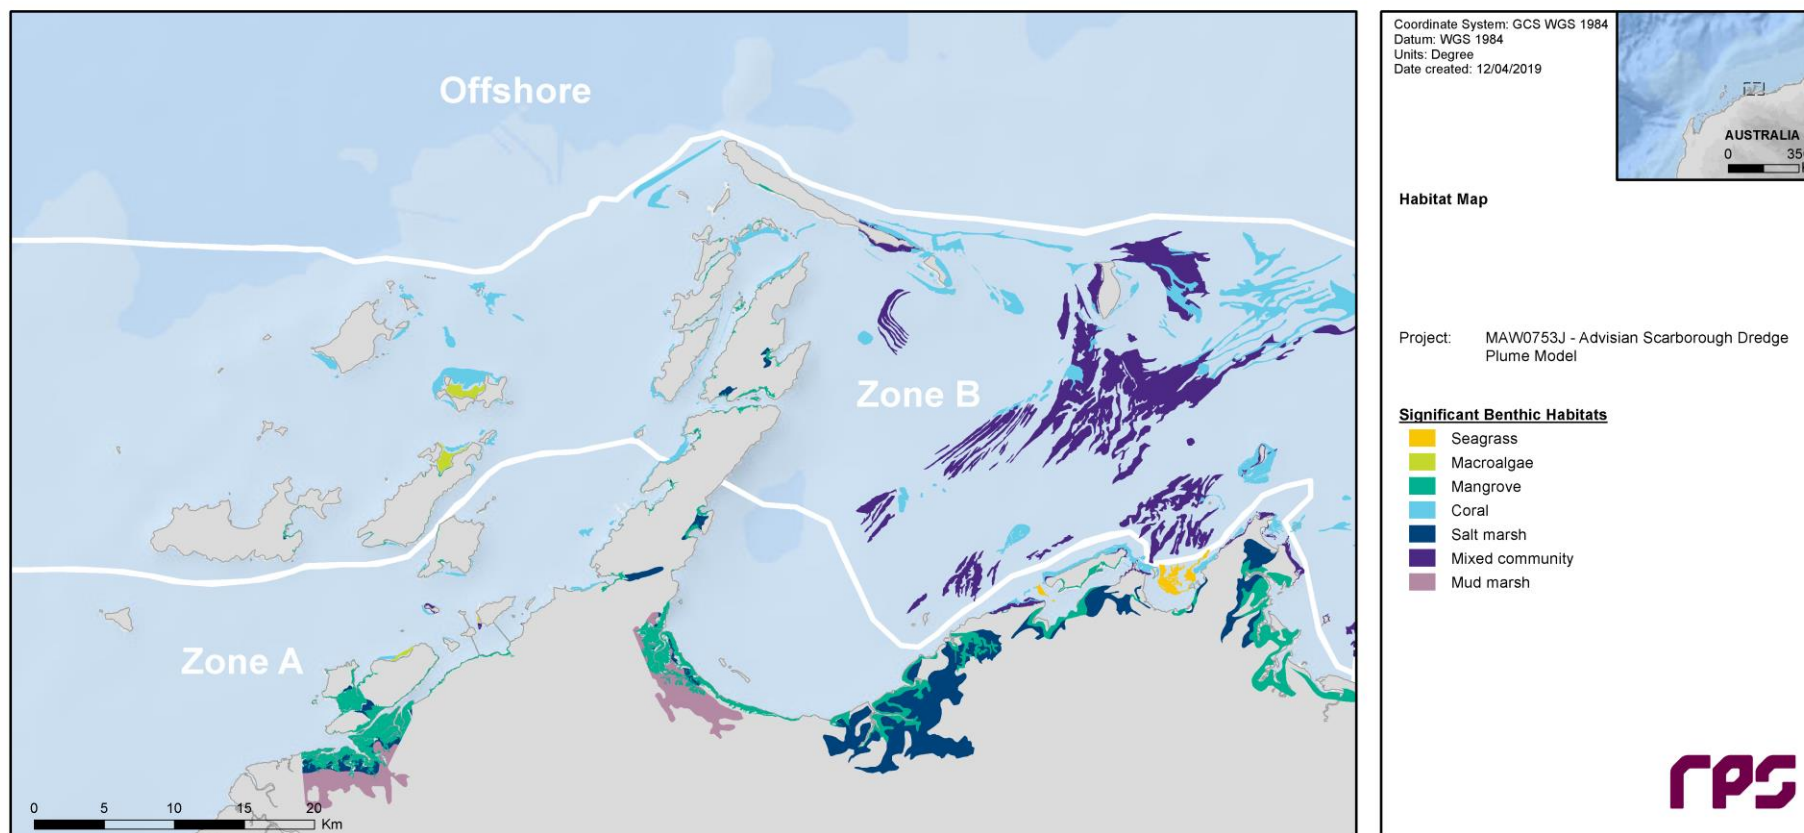 Offshore
Zone B
Zone A
0 5 10 15 20
Km
Coordinate System: GCS WGS 1984
Datum: WGS 1984
Units: Degree
Date created: 12/04/2019
AUSTRALIA
0 35
Habitat Map
Project: MAW0753J - Advisian Scarborough Dredge
Plume Model
Significant Benthic Habitats
Seagrass
Macroalgae
Mangrove
Coral
Salt marsh
Mixed community
Mud marsh
rps